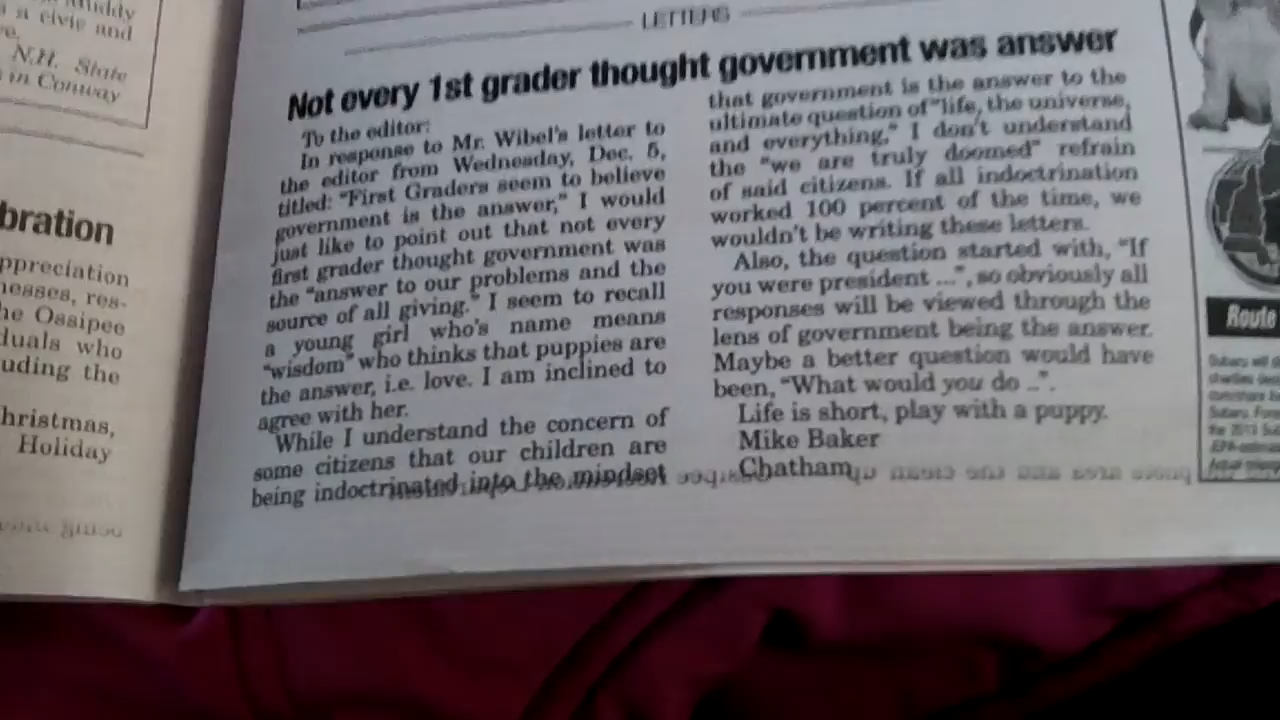 a civic and
N.H. State
in Conway
bration
ppreciation
nesses, res-
he Ossipee
duals who
uding the
hristmas,
Holiday
LETTERS
Not every 1st grader thought government was answer
To the editor:
In response to Mr. Wibel's letter to
the editor from Wednesday, Dec. 5,
titled: "First Graders seem to believe
government is the answer," I would
just like to point out that not every
first grader thought government was
the "answer to our problems and the
source of all giving." I seem to recall
a young girl who's name means
"wisdom" who thinks that puppies are
the answer, i.e. love. I am inclined to
agree with her.
While I understand the concern of
some citizens that our children are
being indoctrinated into the mindset
that government is the answer to the
ultimate question of "life, the universe,
and everything," I don't understand
the "we are truly doomed" refrain
of said citizens. If all indoctrination
worked 100 percent of the time, we
wouldn't be writing these letters.
Also, the question started with, "If
you were president ...", so obviously all
responses will be viewed through the
lens of government being the answer.
Maybe a better question would have
been, "What would you do ...".
Life is short, play with a puppy.
Mike Baker
Chatham
Route